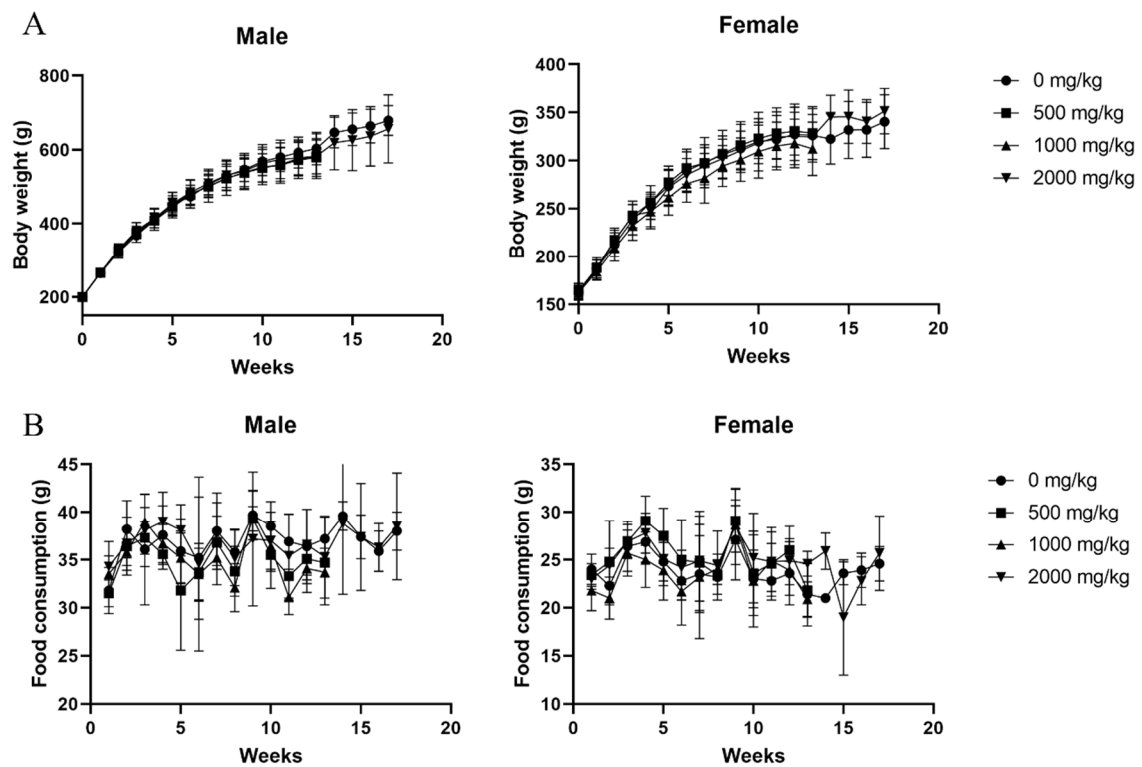 A
Male
Female
Body weight (g)
800
600
400
200
0 5 10 15 20
Weeks
Body weight (g)
400
350
300
250
200
150
0 5 10 15 20
Weeks
0 mg/kg
500 mg/kg
1000 mg/kg
2000 mg/kg
B
Male
Female
Food consumption (g)
45
40
35
30
25
20
0 5 10 15 20
Weeks
Food consumption (g)
35
30
25
20
15
10
0 5 10 15 20
Weeks
0 mg/kg
500 mg/kg
1000 mg/kg
2000 mg/kg